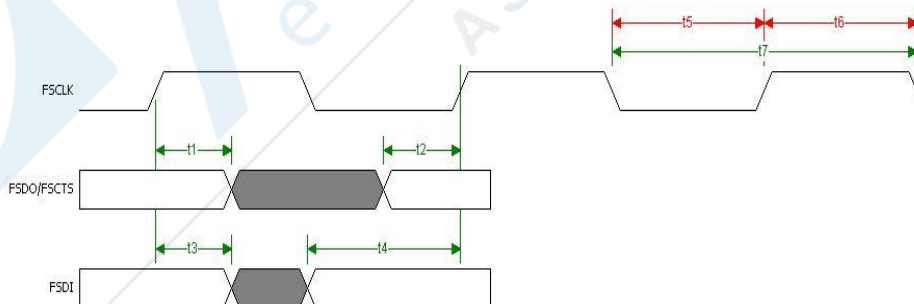 t5 t6
t7
FSCLK
t1 t2
FSDO/FSCTS
t3 t4
FSDI